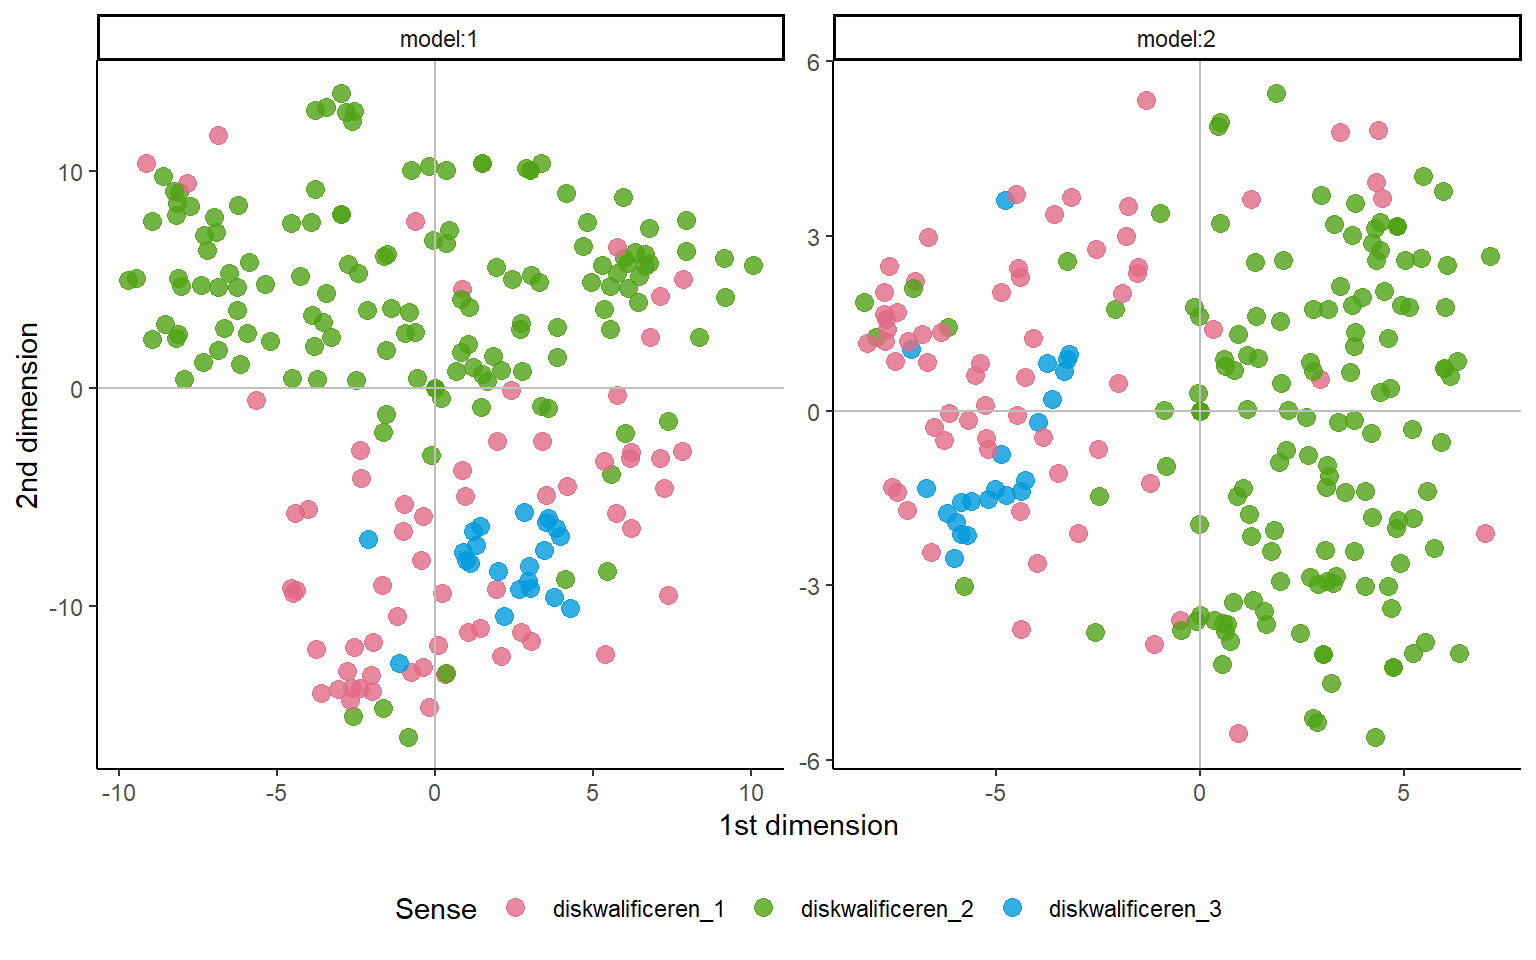 model:1
model:2
2nd dimension
10
0
-10
6
3
0
-3
-6
-10
-5
0
5
10
-5
0
5
1st dimension
Sense
diskwalificeren_1
diskwalificeren_2
diskwalificeren_3